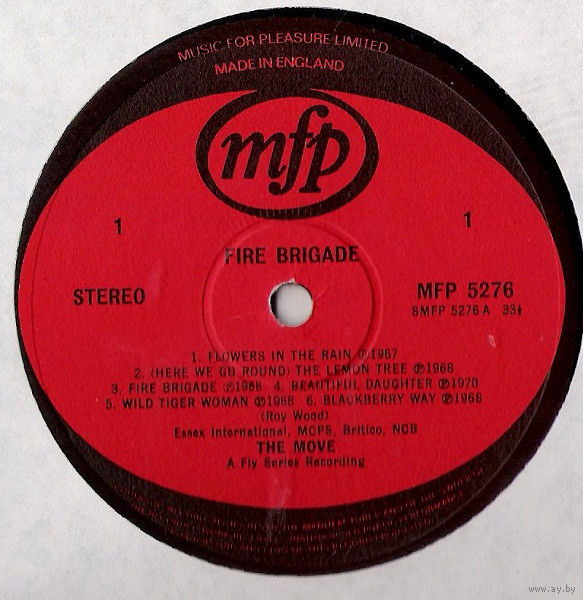 MUSIC FOR PLEASURE LIMITED
MADE IN ENGLAND
mfp
1
1
FIRE BRIGADE
STEREO
MFP 5276
SMFP 5276 A 33⅓
1. FLOWERS IN THE RAIN ℗1967
2. (HERE WE GO ROUND) THE LEMON TREE ℗1968
3. FIRE BRIGADE ℗1968 4. BEAUTIFUL DAUGHTER ℗1970
5. WILD TIGER WOMAN ℗1968 6. BLACKBERRY WAY ℗1968
(Roy Wood)
Essex International, MCPS, Britico, NCB
THE MOVE
A Fly Series Recording
www.ay.by